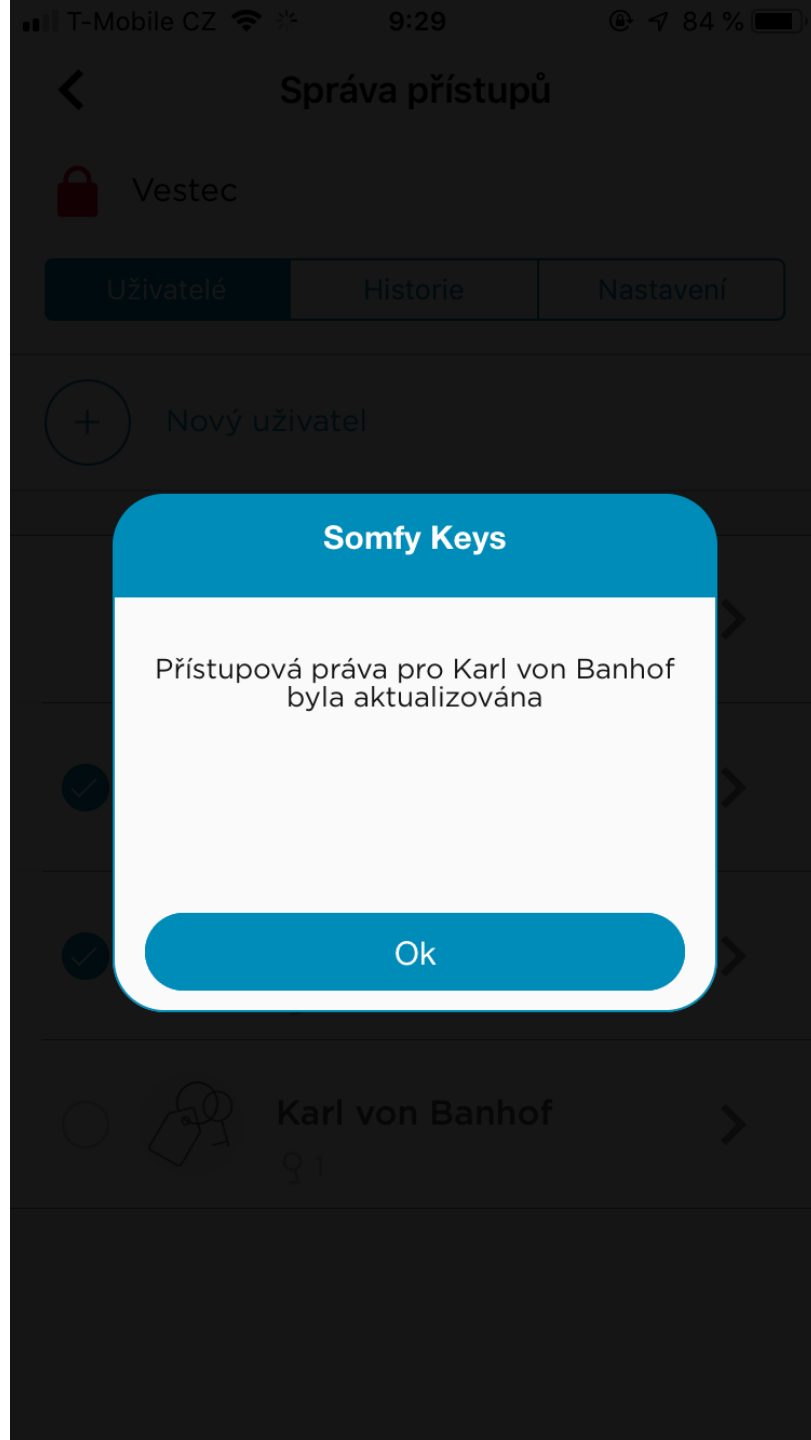 T-Mobile CZ 9:29 84 %
Správa přístupů
Vestec
Uživatelé Historie Nastavení
+ Nový uživatel
Somfy Keys
Přístupová práva pro Karl von Banhof
byla aktualizována
Ok
Karl von Banhof
1